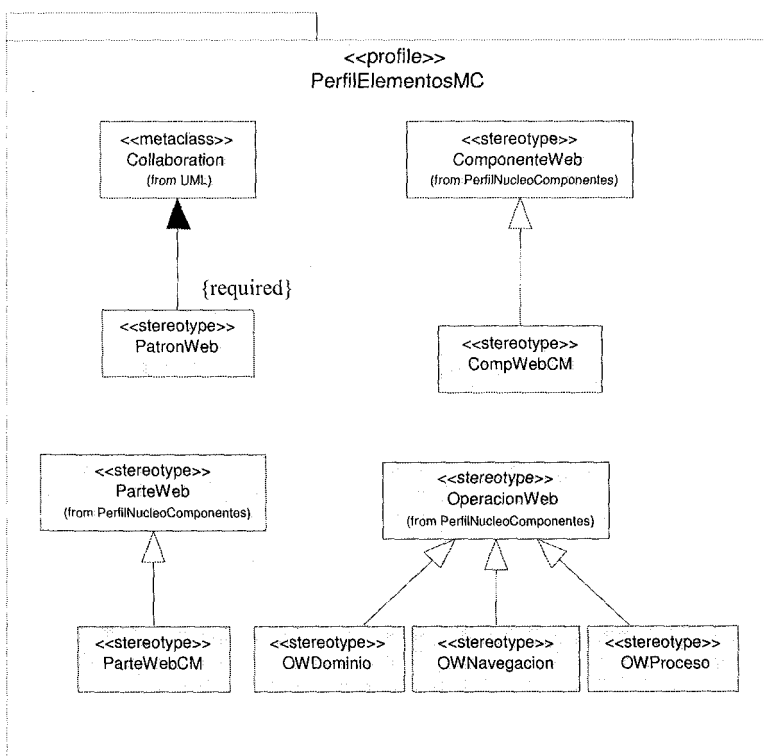 <<profile>>
PerfilElementosMC
<<metaclass>>
Collaboration
(from UML)
<<stereotype>>
ComponenteWeb
(from PerfilNucleoComponentes)
{required}
<<stereotype>>
PatronWeb
<<stereotype>>
CompWebCM
<<stereotype>>
ParteWeb
(from PerfilNucleoComponentes)
<<stereotype>>
OperacionWeb
(from PerfilNucleoComponentes)
<<stereotype>>
ParteWebCM
<<stereotype>>
OWDominio
<<stereotype>>
OWNavegacion
<<stereotype>>
OWProceso